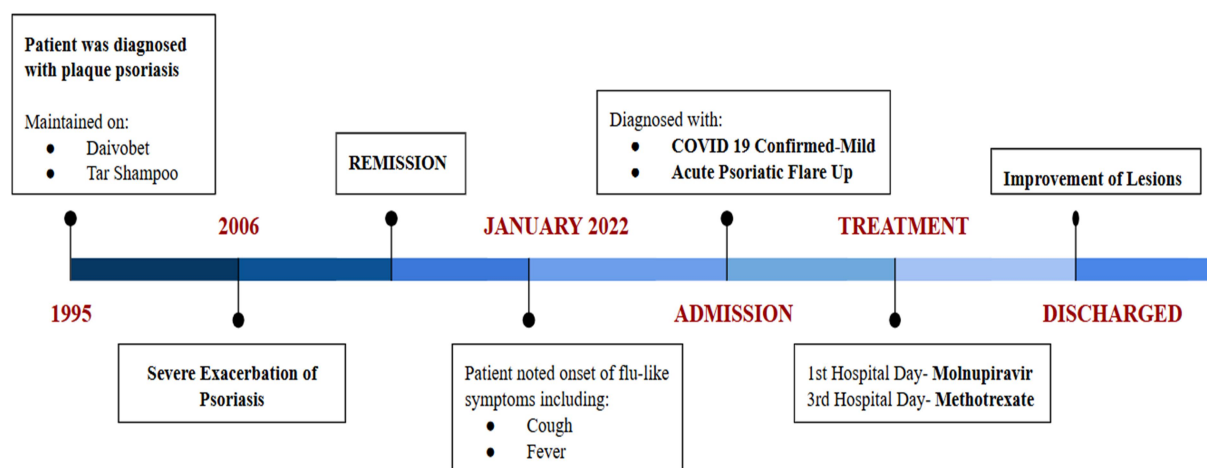 Patient was diagnosed
with plaque psoriasis
Maintained on:
● Daivobet
● Tar Shampoo
REMISSION
Diagnosed with:
● COVID 19 Confirmed-Mild
● Acute Psoriatic Flare Up
Improvement of Lesions
2006
JANUARY 2022
TREATMENT
1995
ADMISSION
DISCHARGED
Severe Exacerbation of
Psoriasis
Patient noted onset of flu-like
symptoms including:
● Cough
● Fever
1st Hospital Day- Molnupiravir
3rd Hospital Day- Methotrexate